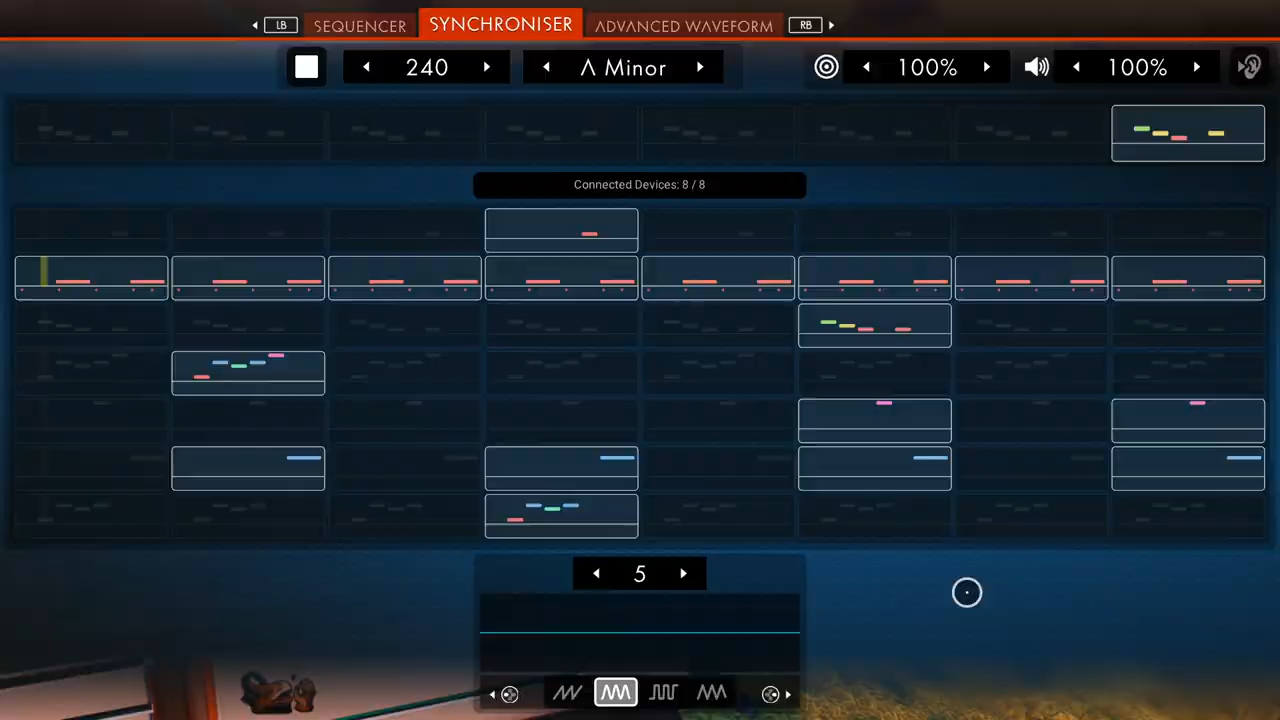 LB SEQUENCER SYNCHRONISER ADVANCED WAVEFORM RB
240 A Minor 100% 100%
Connected Devices: 8 / 8
5